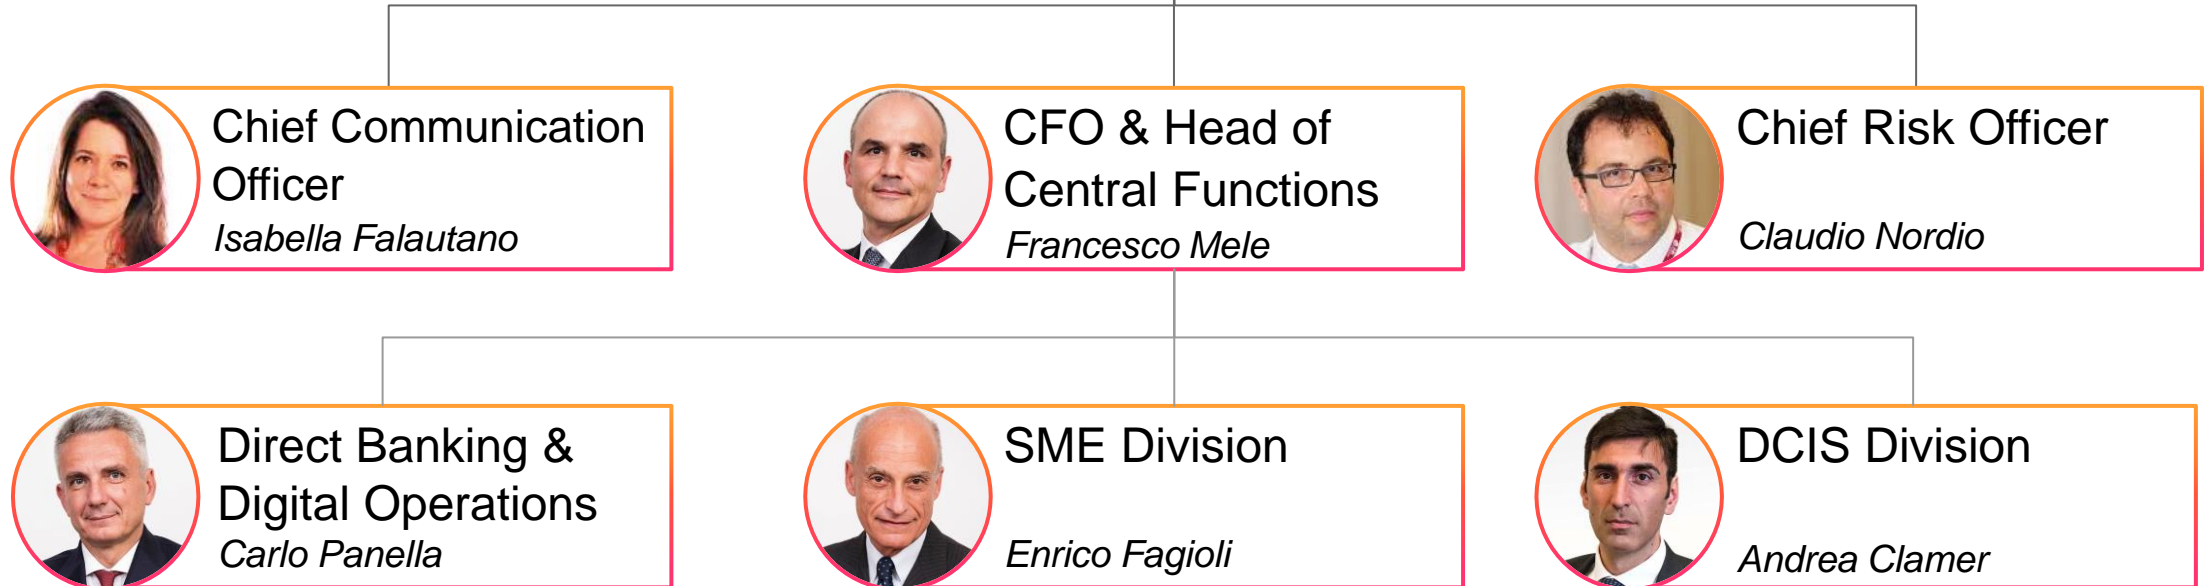 Chief Communication
Officer
Isabella Falautano
CFO & Head of
Central Functions
Francesco Mele
Chief Risk Officer
Claudio Nordio
Direct Banking &
Digital Operations
Carlo Panella
SME Division
Enrico Fagioli
DCIS Division
Andrea Clamer